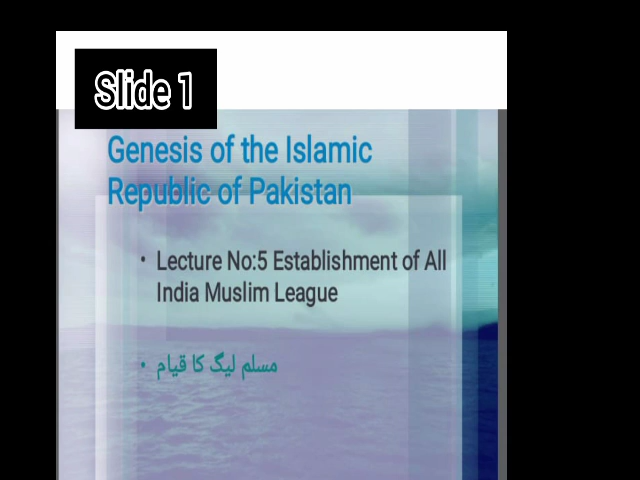 Slide 1
Genesis of the Islamic
Republic of Pakistan
• Lecture No:5 Establishment of All
India Muslim League
• مسلم لیگ کا قیام